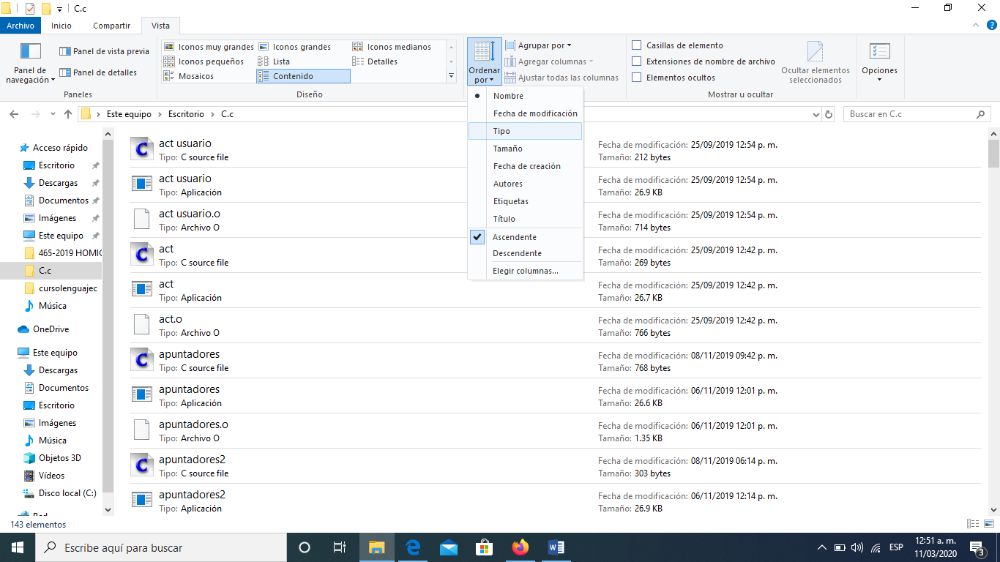 C.c
Archivo Inicio Compartir Vista
Panel de navegación
Panel de vista previa
Panel de detalles
Paneles
Iconos muy grandes Iconos grandes Iconos medianos
Iconos pequeños Lista Detalles
Mosaicos Contenido
Diseño
Ordenar por
Agrupar por
Agregar columnas
Ajustar todas las columnas
Casillas de elemento
Extensiones de nombre de archivo
Elementos ocultos
Ocultar elementos seleccionados
Mostrar u ocultar
Opciones
Nombre
Fecha de modificación
Tipo
Tamaño
Fecha de creación
Autores
Etiquetas
Título
Ascendente
Descendente
Elegir columnas...
Este equipo > Escritorio > C.c
Buscar en C.c
Acceso rápido
Escritorio
Descargas
Documentos
Imágenes
Este equipo
465-2019 HOMIC
C.c
cursolenguajec
Música
OneDrive
Este equipo
Descargas
Documentos
Escritorio
Imágenes
Música
Objetos 3D
Vídeos
Disco local (C:)
Red
act usuario
Tipo: C source file
Fecha de modificación: 25/09/2019 12:54 p. m.
Tamaño: 212 bytes
act usuario
Tipo: Aplicación
Fecha de modificación: 25/09/2019 12:54 p. m.
Tamaño: 26.9 KB
act usuario.o
Tipo: Archivo O
Fecha de modificación: 25/09/2019 12:54 p. m.
Tamaño: 714 bytes
act
Tipo: C source file
Fecha de modificación: 25/09/2019 12:42 p. m.
Tamaño: 269 bytes
act
Tipo: Aplicación
Fecha de modificación: 25/09/2019 12:42 p. m.
Tamaño: 26.7 KB
act.o
Tipo: Archivo O
Fecha de modificación: 25/09/2019 12:42 p. m.
Tamaño: 766 bytes
apuntadores
Tipo: C source file
Fecha de modificación: 08/11/2019 09:42 p. m.
Tamaño: 768 bytes
apuntadores
Tipo: Aplicación
Fecha de modificación: 06/11/2019 12:01 p. m.
Tamaño: 26.6 KB
apuntadores.o
Tipo: Archivo O
Fecha de modificación: 06/11/2019 12:01 p. m.
Tamaño: 1.35 KB
apuntadores2
Tipo: C source file
Fecha de modificación: 08/11/2019 06:14 p. m.
Tamaño: 303 bytes
apuntadores2
Tipo: Aplicación
Fecha de modificación: 06/11/2019 12:14 p. m.
Tamaño: 26.9 KB
143 elementos
Escribe aquí para buscar
ESP
12:51 a. m.
11/03/2020
3